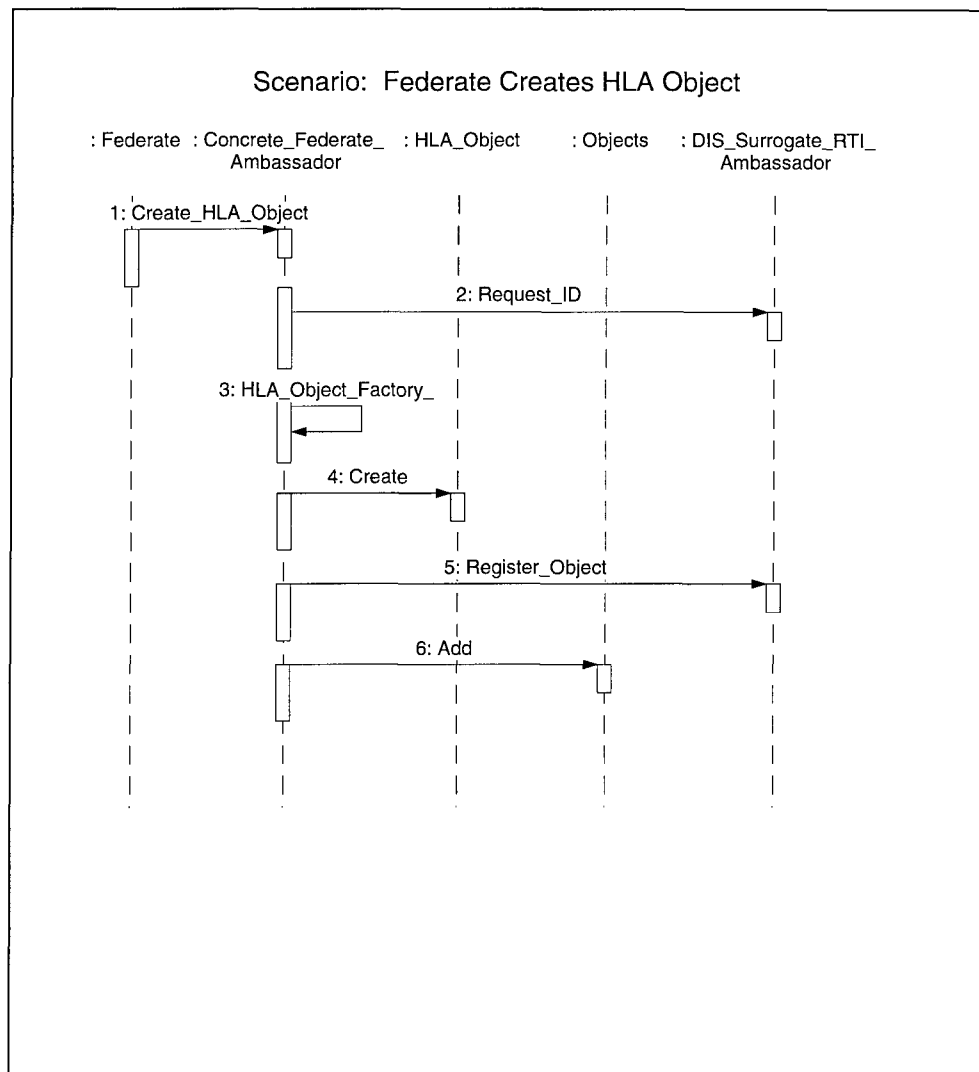 Scenario: Federate Creates HLA Object
: Federate
: Concrete_Federate_
Ambassador
: HLA_Object
: Objects
: DIS_Surrogate_RTI_
Ambassador
1: Create_HLA_Object
2: Request_ID
3: HLA_Object_Factory_
4: Create
5: Register_Object
6: Add